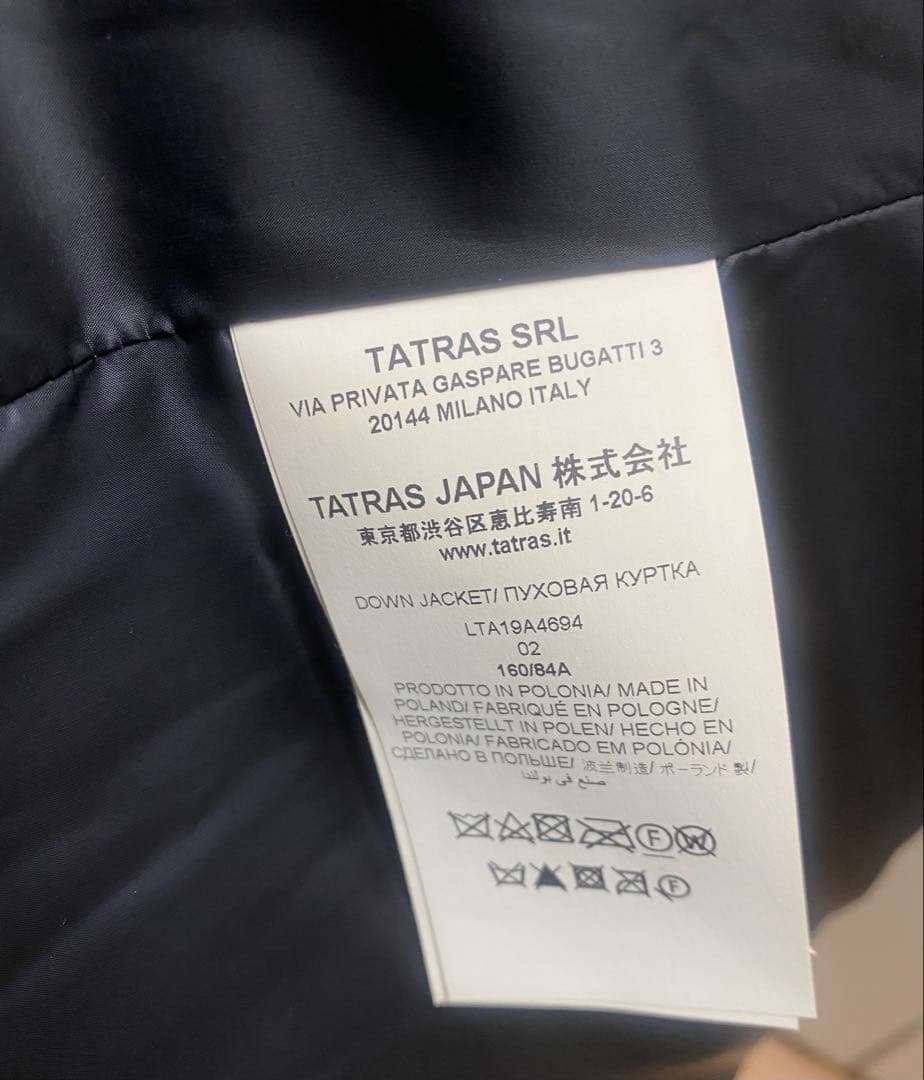 TATRAS SRL
VIA PRIVATA GASPARE BUGATTI 3
20144 MILANO ITALY
TATRAS JAPAN 株式会社
東京都渋谷区恵比寿南 1-20-6
www.tatras.it
DOWN JACKET/ ПУХОВАЯ КУРТКА
LTA19A4694
02
160/84A
PRODOTTO IN POLONIA/ MADE IN
POLAND/ FABRIQUÉ EN POLOGNE/
HERGESTELLT IN POLEN/ HECHO EN
POLONIA/ FABRICADO EM POLÓNIA/
СДЕЛАНО В ПОЛЬШЕ/ 波兰制造/ ポーランド 製/
صنع في بولندا
F W
F